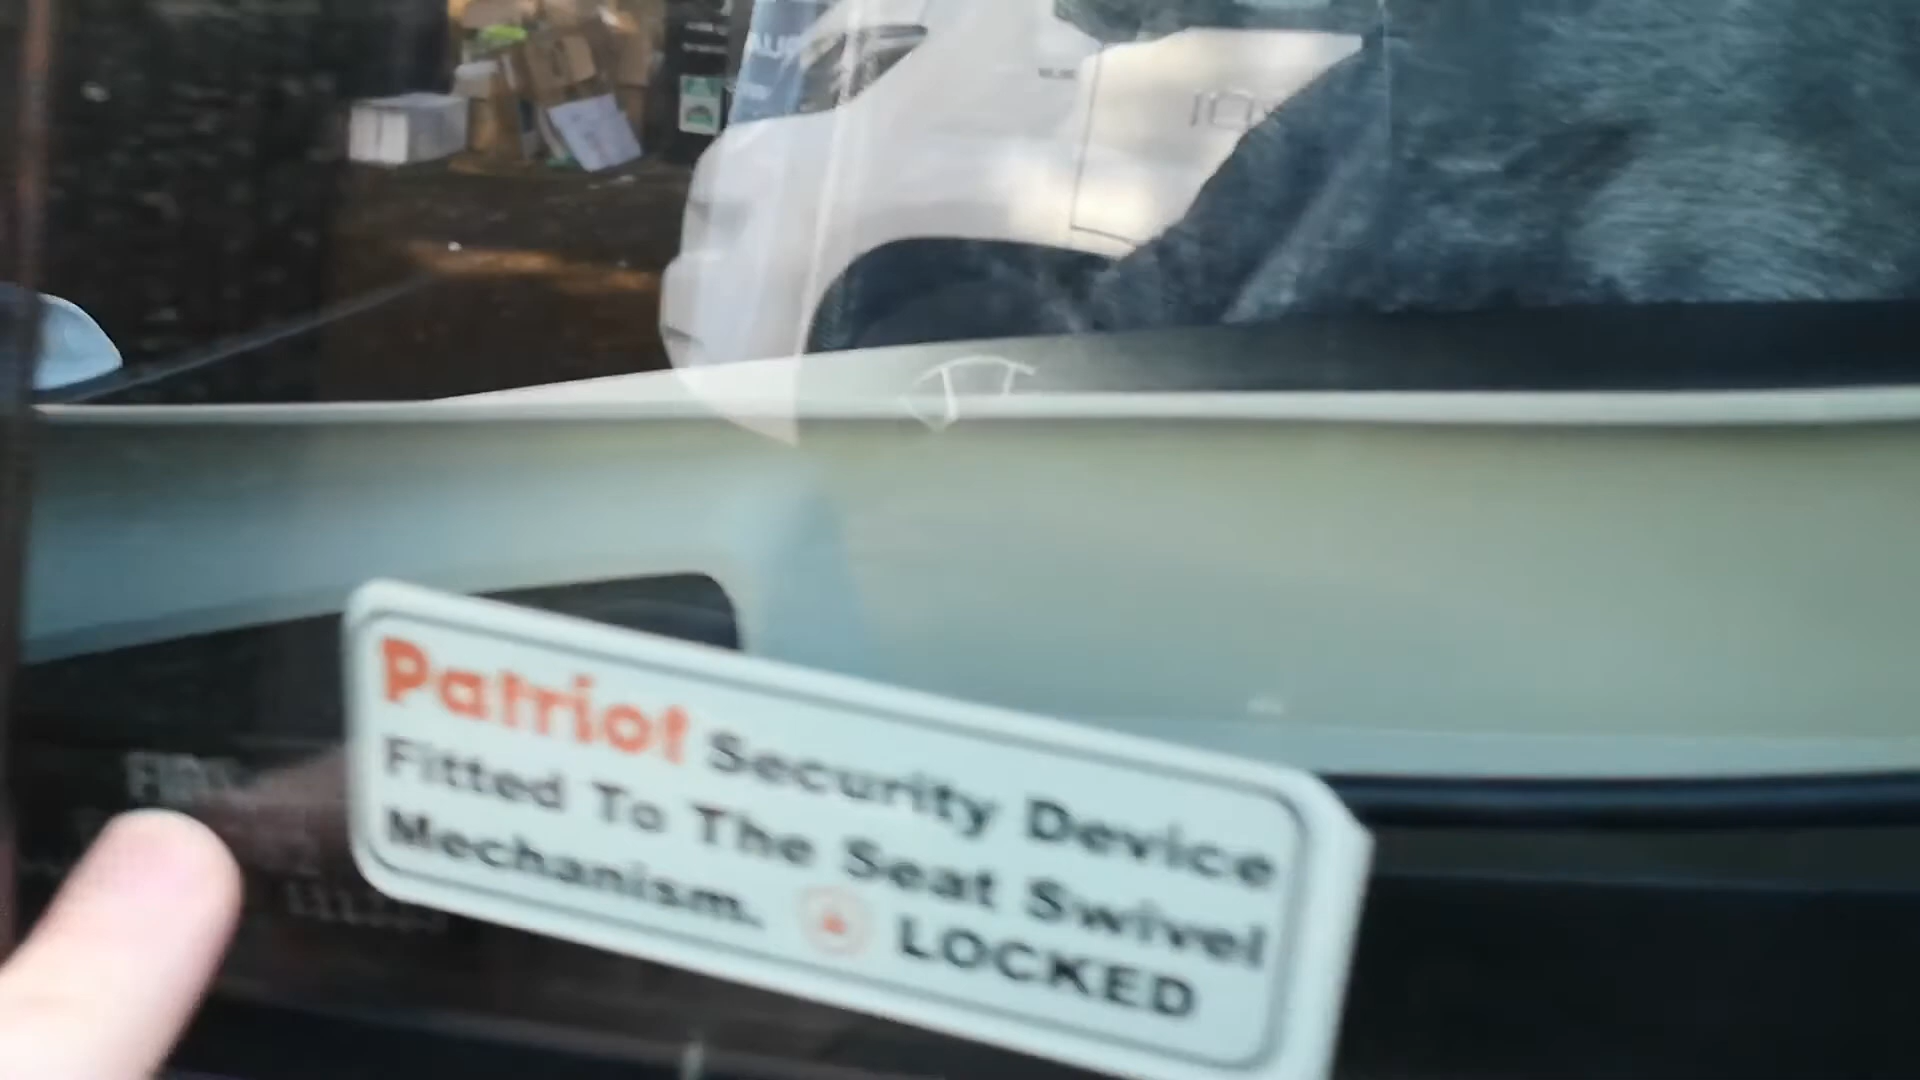 Patriot Security Device
Fitted To The Seat Swivel
Mechanism. LOCKED